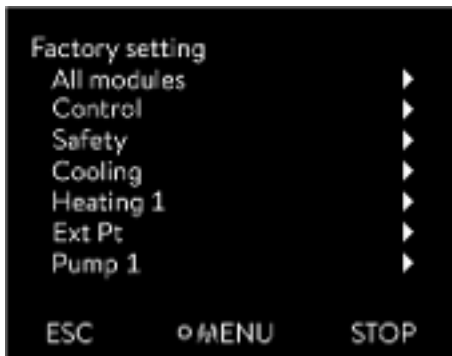 Factory setting
All modules
Control
Safety
Cooling
Heating 1
Ext Pt
Pump 1
ESC MENU STOP